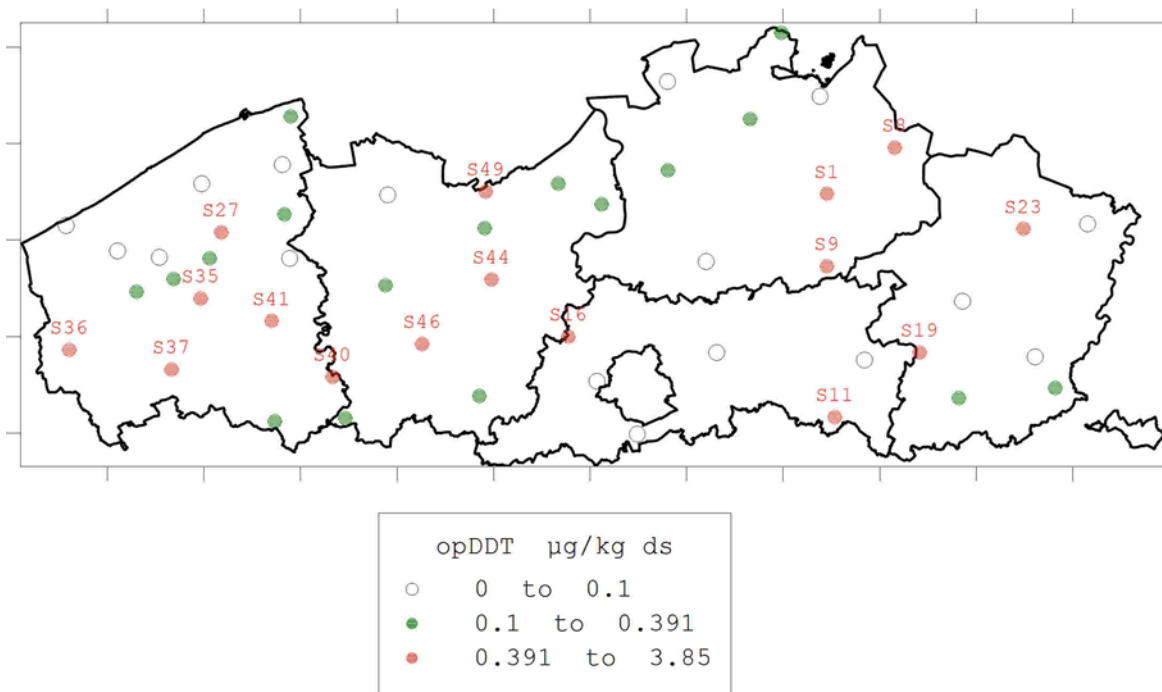 S8
S49
S1
S27
S23
S9
S44
S35
S41
S16
S46
S36
S19
S37
S40
S11
opDDT µg/kg ds
0 to 0.1
0.1 to 0.391
0.391 to 3.85